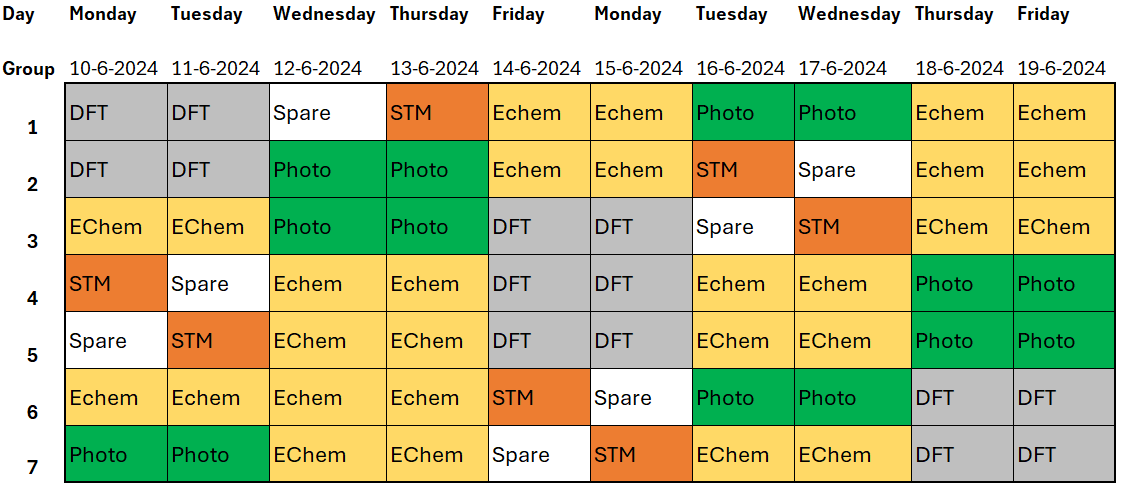 Day Monday Tuesday Wednesday Thursday Friday Monday Tuesday Wednesday Thursday Friday
Group 10-6-2024 11-6-2024 12-6-2024 13-6-2024 14-6-2024 15-6-2024 16-6-2024 17-6-2024 18-6-2024 19-6-2024
1 DFT DFT Spare STM Echem Echem Photo Photo Echem Echem
2 DFT DFT Photo Photo Echem Echem STM Spare Echem Echem
3 EChem EChem Photo Photo DFT DFT Spare STM EChem EChem
4 STM Spare Echem Echem DFT DFT Echem Echem Photo Photo
5 Spare STM EChem EChem DFT DFT EChem EChem Photo Photo
6 Echem Echem Echem Echem STM Spare Photo Photo DFT DFT
7 Photo Photo EChem EChem Spare STM EChem EChem DFT DFT